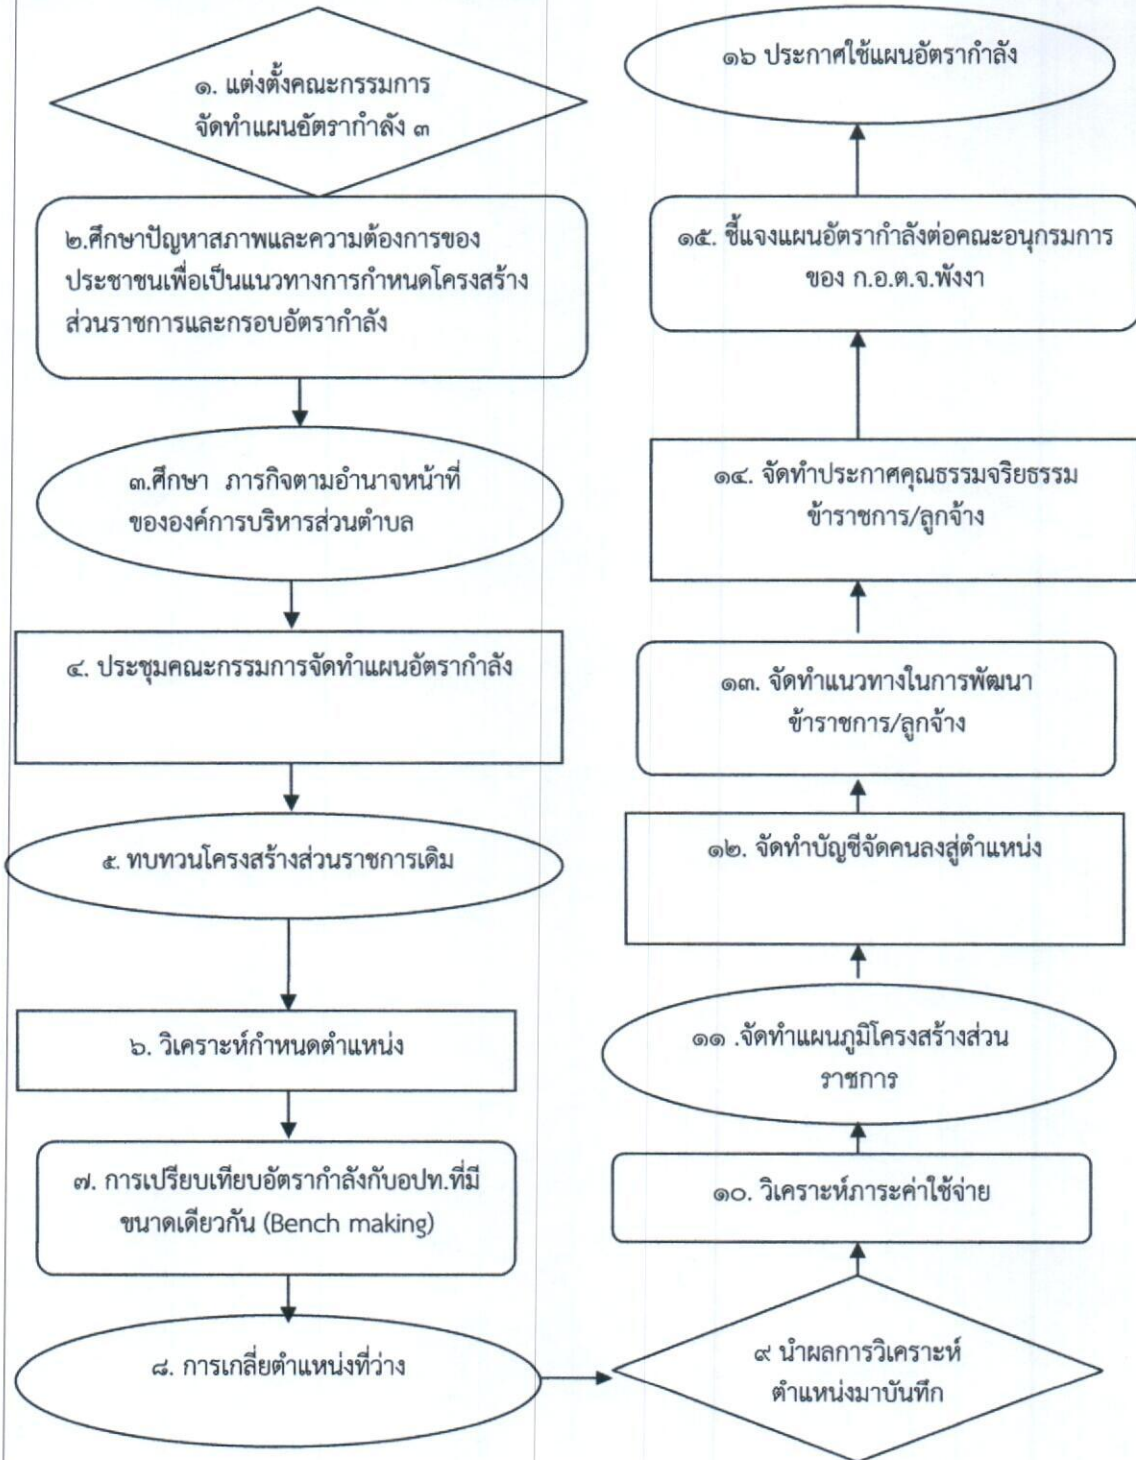 ๑. แต่งตั้งคณะกรรมการ
จัดทำแผนอัตรากำลัง ๓
๒.ศึกษาปัญหาสภาพและความต้องการของ
ประชาชนเพื่อเป็นแนวทางการกำหนดโครงสร้าง
ส่วนราชการและกรอบอัตรากำลัง
๓.ศึกษา ภารกิจตามอำนาจหน้าที่
ขององค์การบริหารส่วนตำบล
๔. ประชุมคณะกรรมการจัดทำแผนอัตรากำลัง
๕. ทบทวนโครงสร้างส่วนราชการเดิม
๖. วิเคราะห์กำหนดตำแหน่ง
๗. การเปรียบเทียบอัตรากำลังกับอปท.ที่มี
ขนาดเดียวกัน (Bench making)
๘. การเกลี่ยตำแหน่งที่ว่าง
๙ นำผลการวิเคราะห์
ตำแหน่งมาบันทึก
๑๐. วิเคราะห์ภาระค่าใช้จ่าย
๑๑ .จัดทำแผนภูมิโครงสร้างส่วน
ราชการ
๑๒. จัดทำบัญชีจัดคนลงสู่ตำแหน่ง
๑๓. จัดทำแนวทางในการพัฒนา
ข้าราชการ/ลูกจ้าง
๑๔. จัดทำประกาศคุณธรรมจริยธรรม
ข้าราชการ/ลูกจ้าง
๑๕. ชี้แจงแผนอัตรากำลังต่อคณะอนุกรมการ
ของ ก.อ.ต.จ.พังงา
๑๖ ประกาศใช้แผนอัตรากำลัง